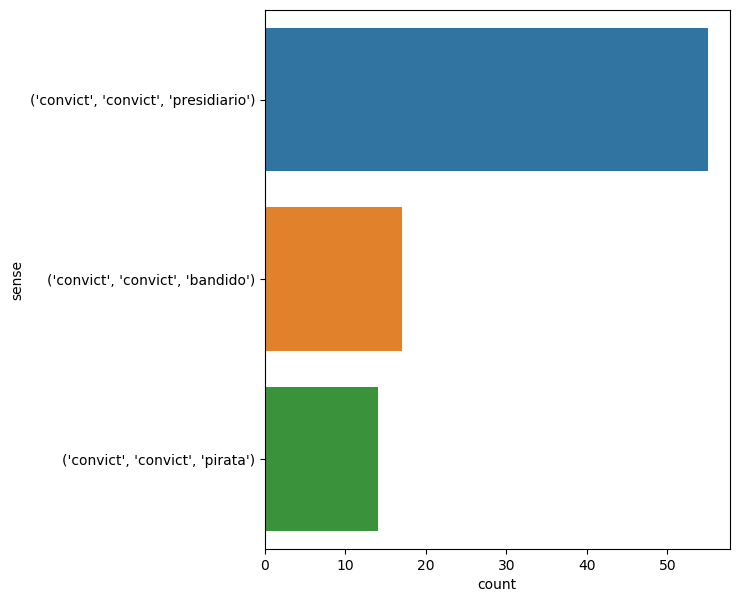 ('convict', 'convict', 'presidiario')
('convict', 'convict', 'bandido')
('convict', 'convict', 'pirata')
sense
0 10 20 30 40 50
count